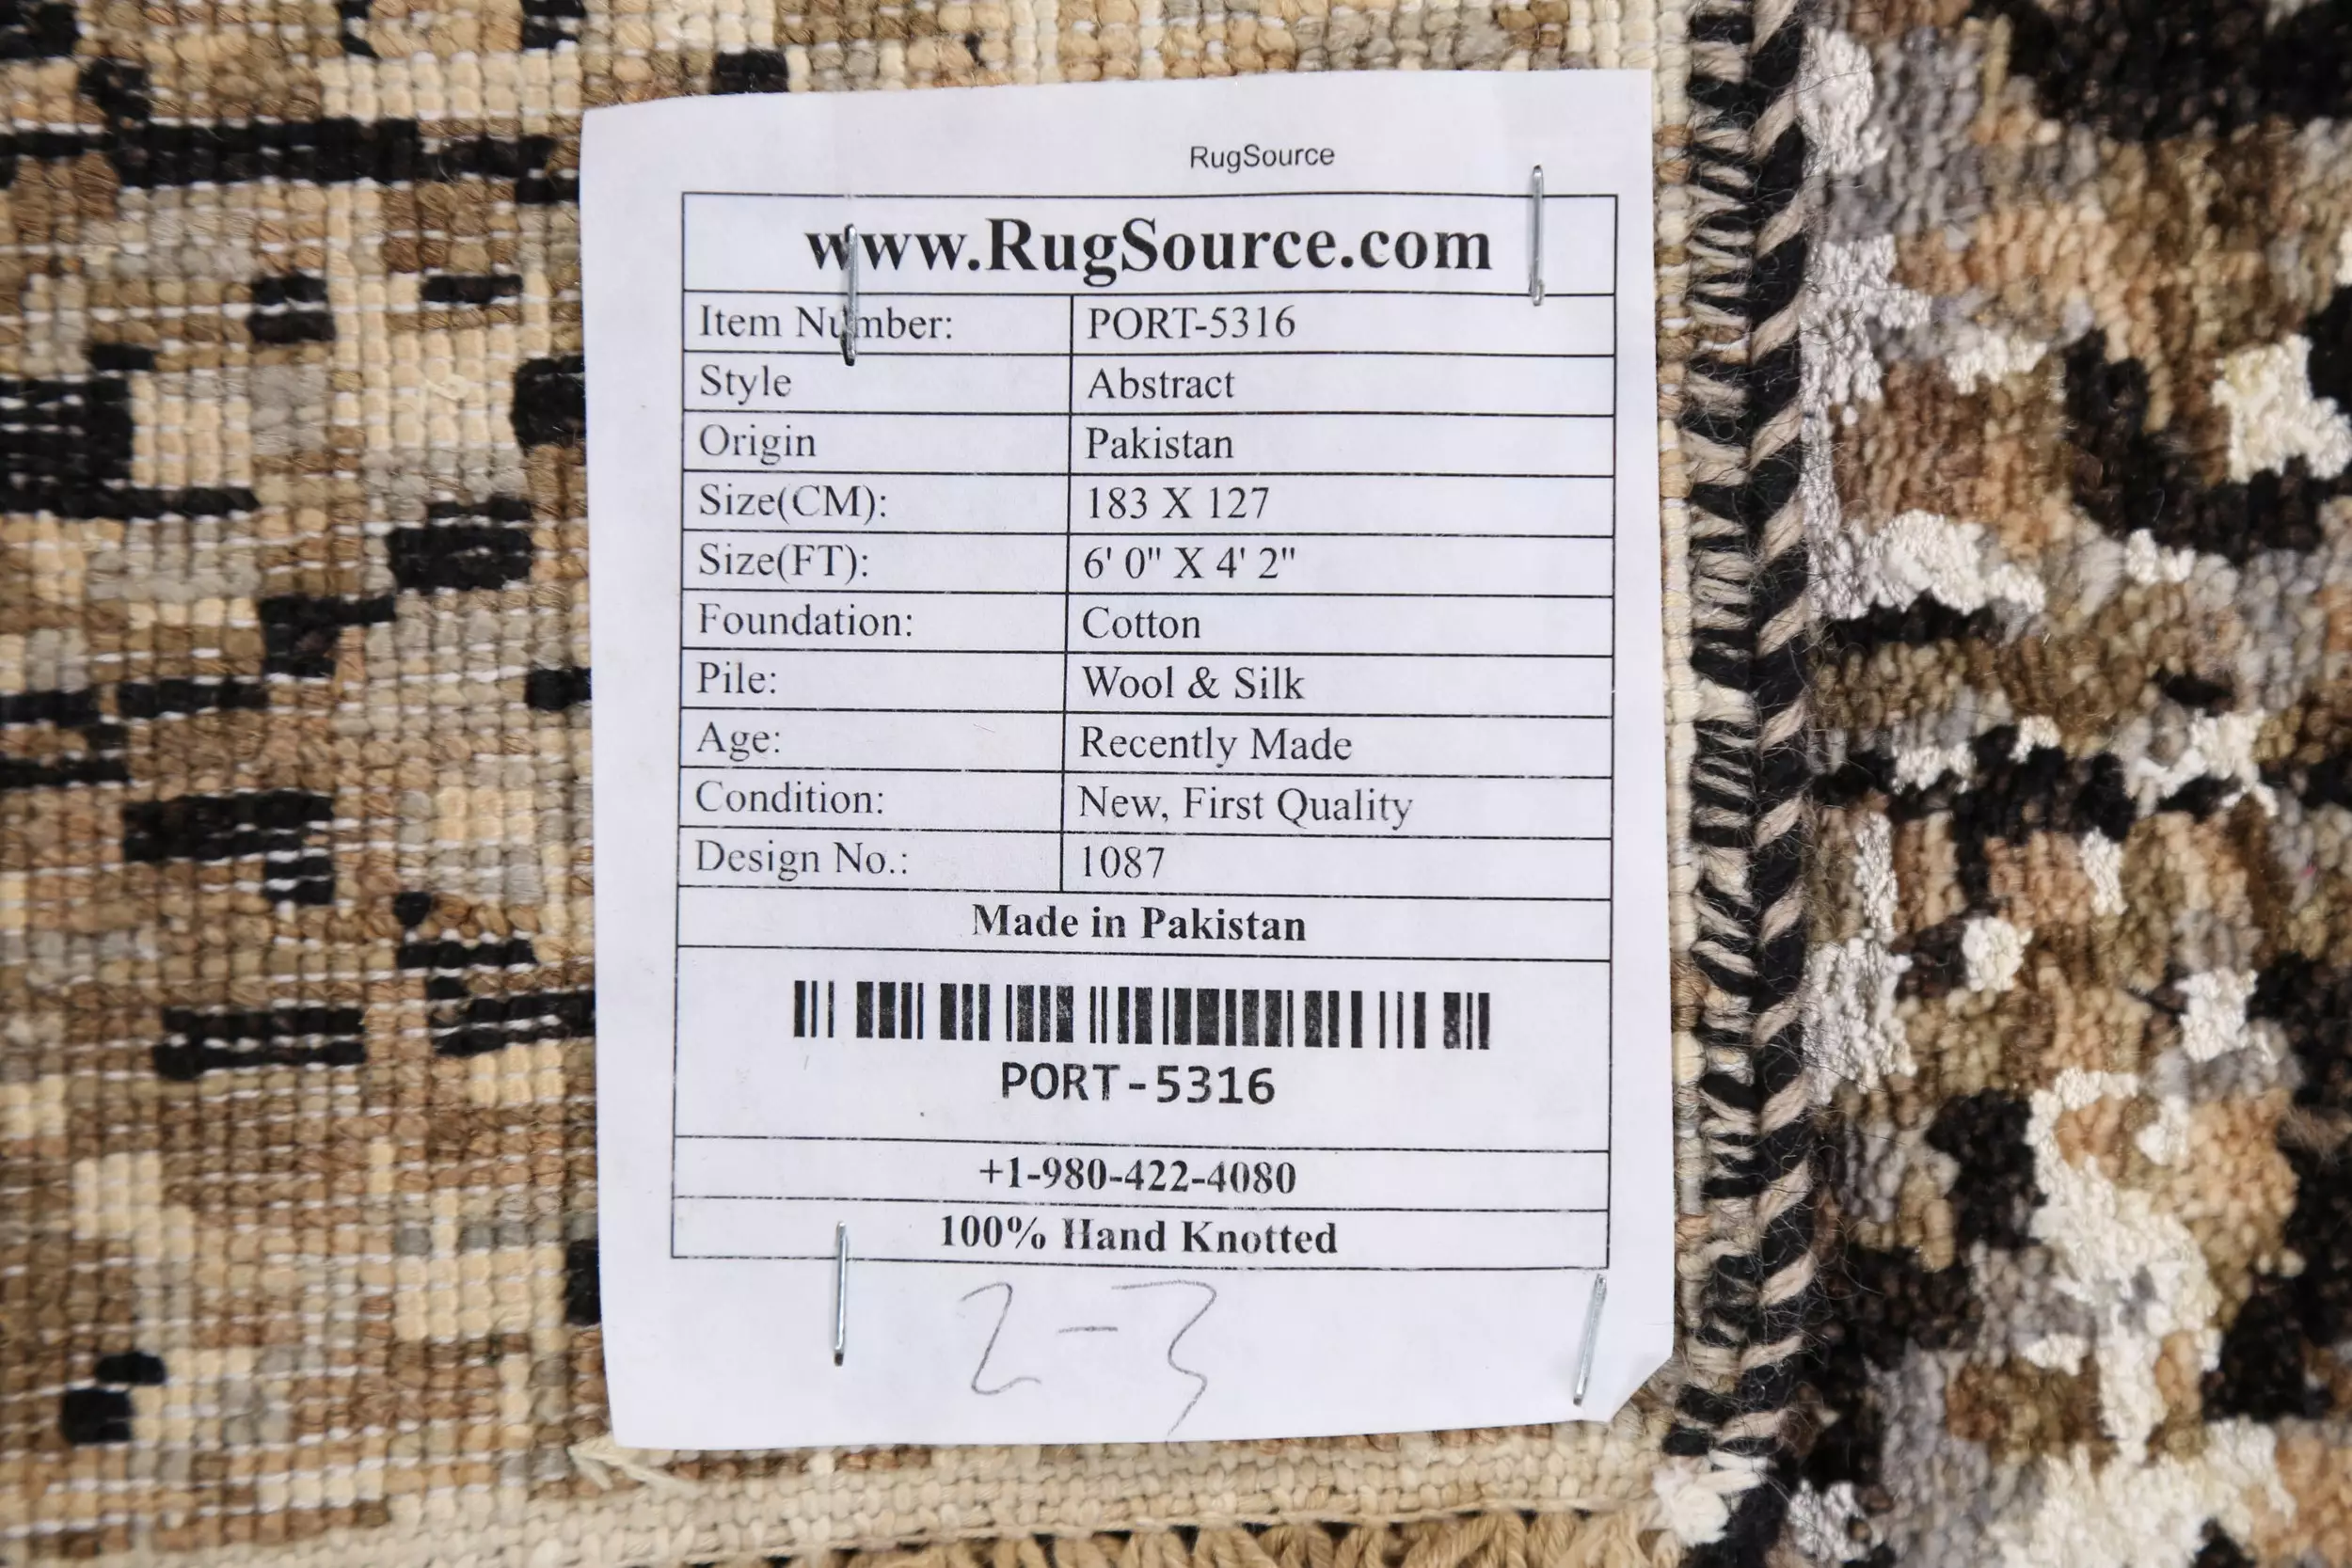 RugSource
www.RugSource.com
Item Number: PORT-5316
Style Abstract
Origin Pakistan
Size(CM): 183 X 127
Size(FT): 6' 0" X 4' 2"
Foundation: Cotton
Pile: Wool & Silk
Age: Recently Made
Condition: New, First Quality
Design No.: 1087
Made in Pakistan
PORT-5316
+1-980-422-4080
100% Hand Knotted
2-3